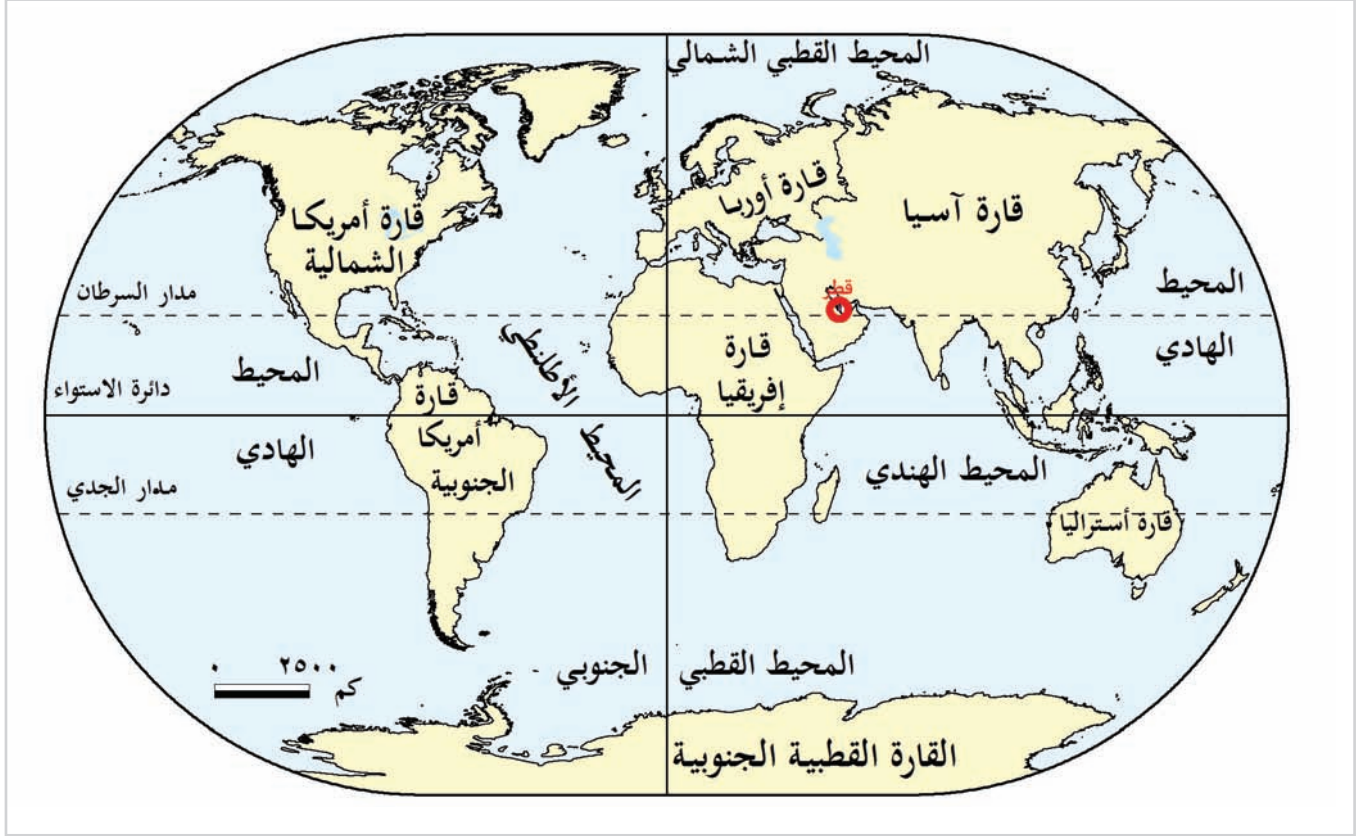 المحيط القطبي الشمالي
قارة أوربا
قارة آسيا
قارة أمريكا
الشمالية
المحيط
الهادي
مدار السرطان
قطر
قارة
إفريقيا
المحيط
الأطلنطي
المحيط
الهادي
دائرة الاستواء
قارة
أمريكا
الجنوبية
المحيط الهندي
مدار الجدي
قارة أستراليا
المحيط القطبي
الجنوبي
٠ ٢٥٠٠
كم
القارة القطبية الجنوبية